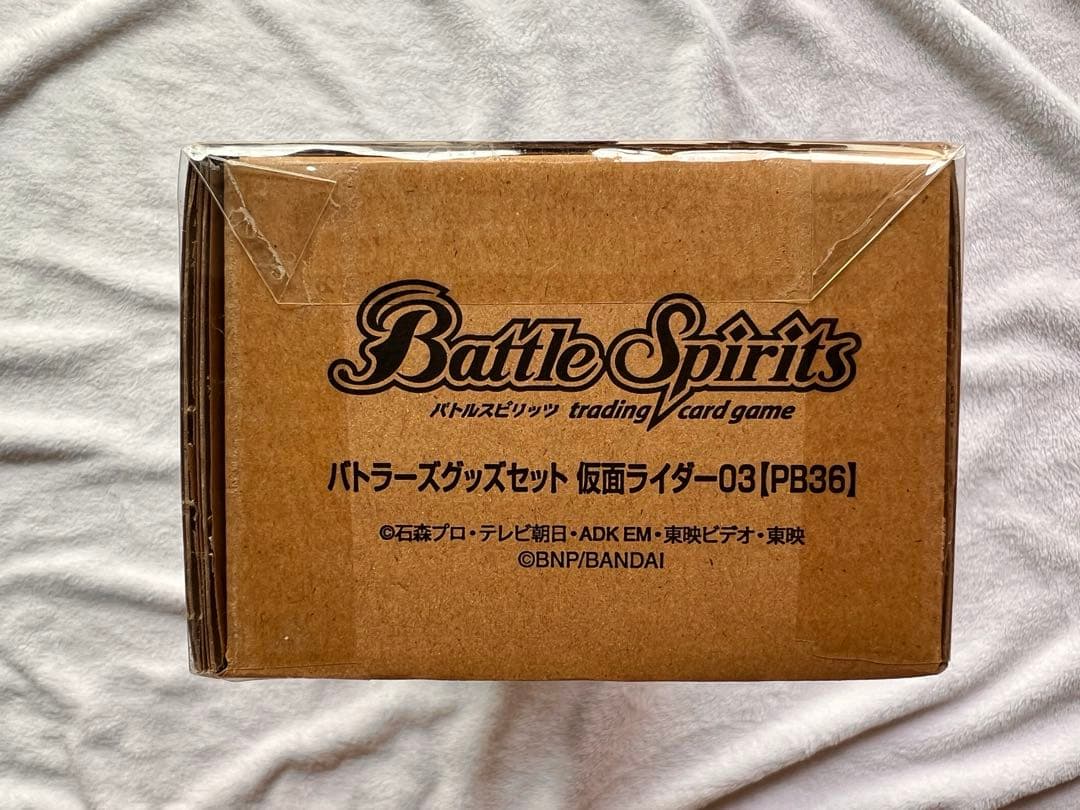 Battle Spirits
バトルスピリッツ trading card game
バトラーズグッズセット 仮面ライダー03【PB36】
©石森プロ・テレビ朝日・ADK EM・東映ビデオ・東映
©BNP/BANDAI